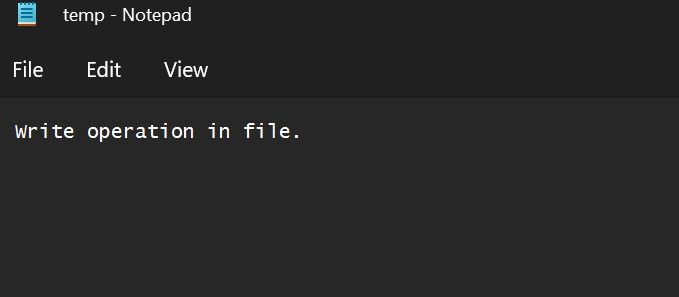 temp - Notepad
File Edit View
Write operation in file.